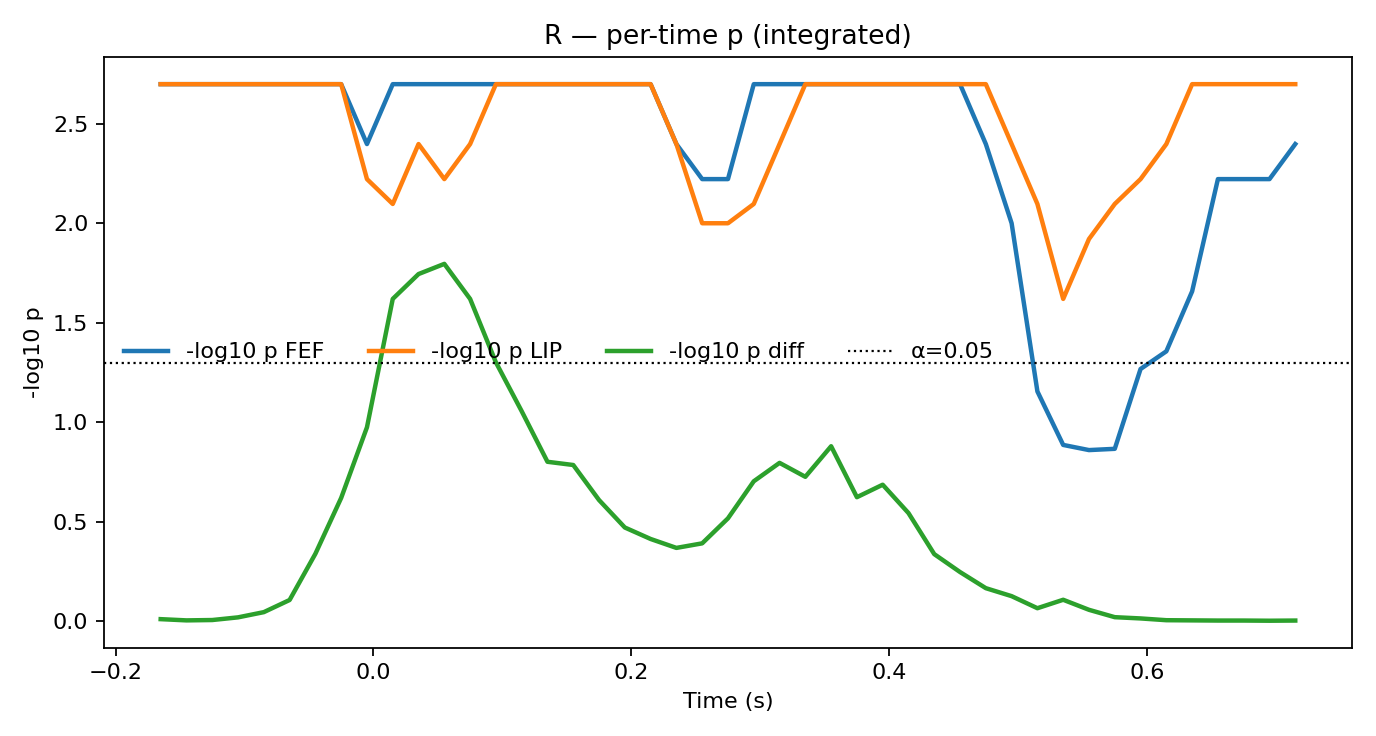 R — per-time p (integrated)
2.5
2.0
1.5
1.0
0.5
0.0
-log10 p
-log10 p FEF -log10 p LIP -log10 p diff α=0.05
−0.2 0.0 0.2 0.4 0.6
Time (s)